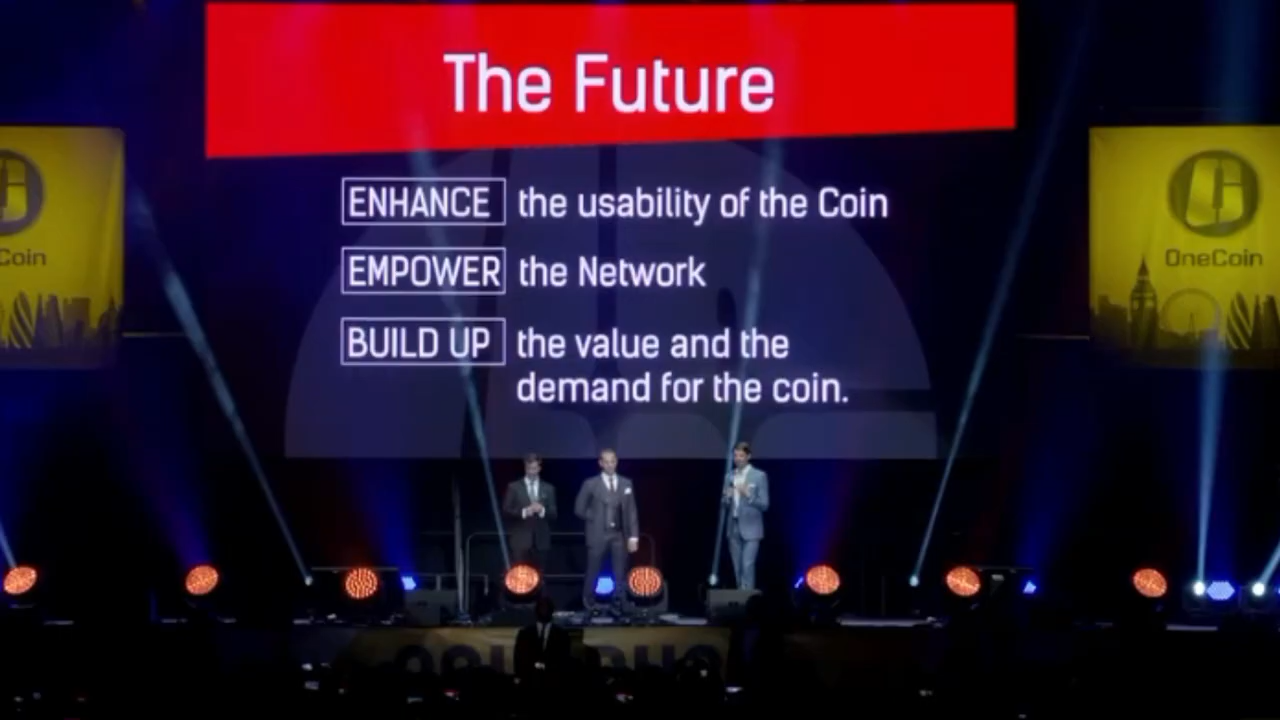 The Future
ENHANCE the usability of the Coin
EMPOWER the Network
BUILD UP the value and the
demand for the coin.
Coin
OneCoin